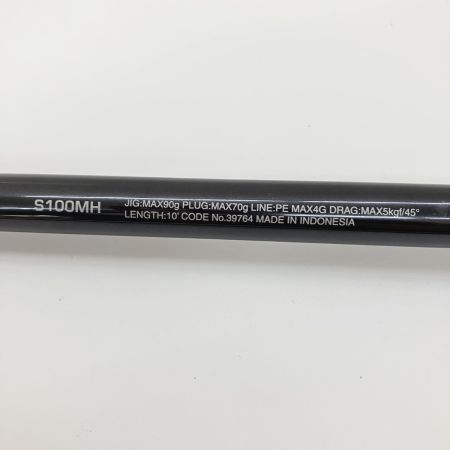 S100MH
JIG:MAX90g PLUG:MAX70g LINE:PE MAX4G DRAG:MAX5kgf/45°
LENGTH:10' CODE No.39764 MADE IN INDONESIA